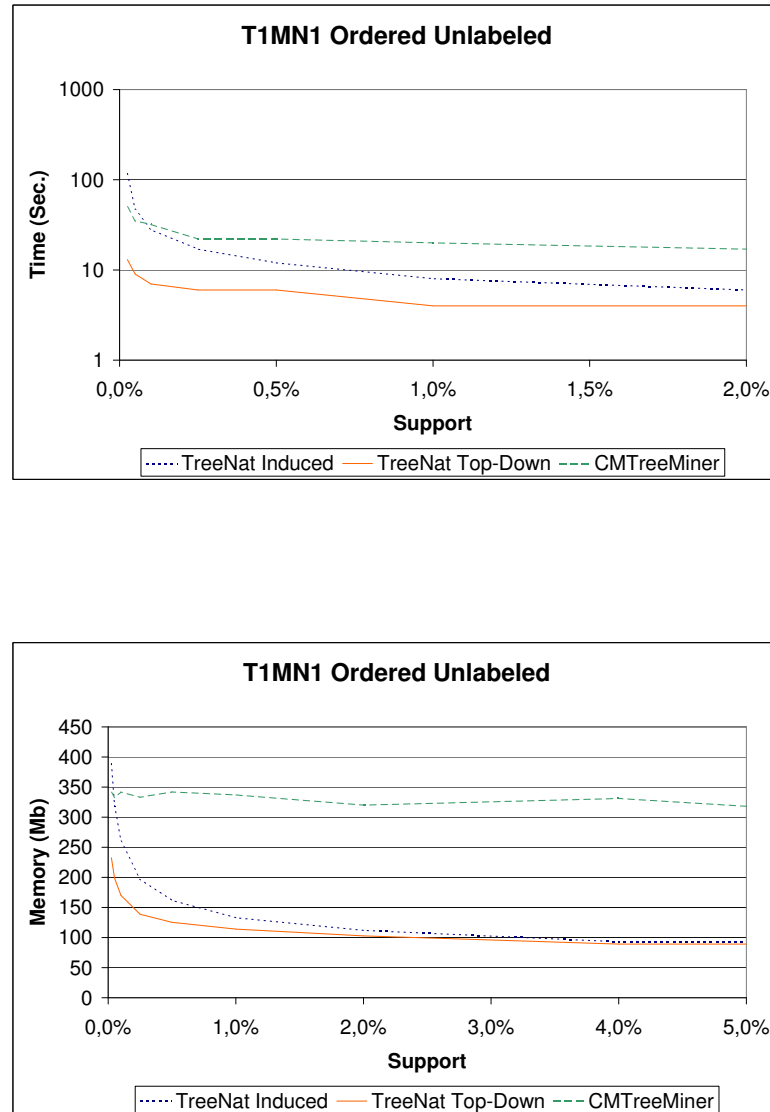 T1MN1 Ordered Unlabeled
1000
100
10
1
Time (Sec.)
0,0% 0,5% 1,0% 1,5% 2,0%
Support
TreeNat Induced TreeNat Top-Down CMTreeMiner
T1MN1 Ordered Unlabeled
450
400
350
300
250
200
150
100
50
0
Memory (Mb)
0,0% 1,0% 2,0% 3,0% 4,0% 5,0%
Support
TreeNat Induced TreeNat Top-Down CMTreeMiner